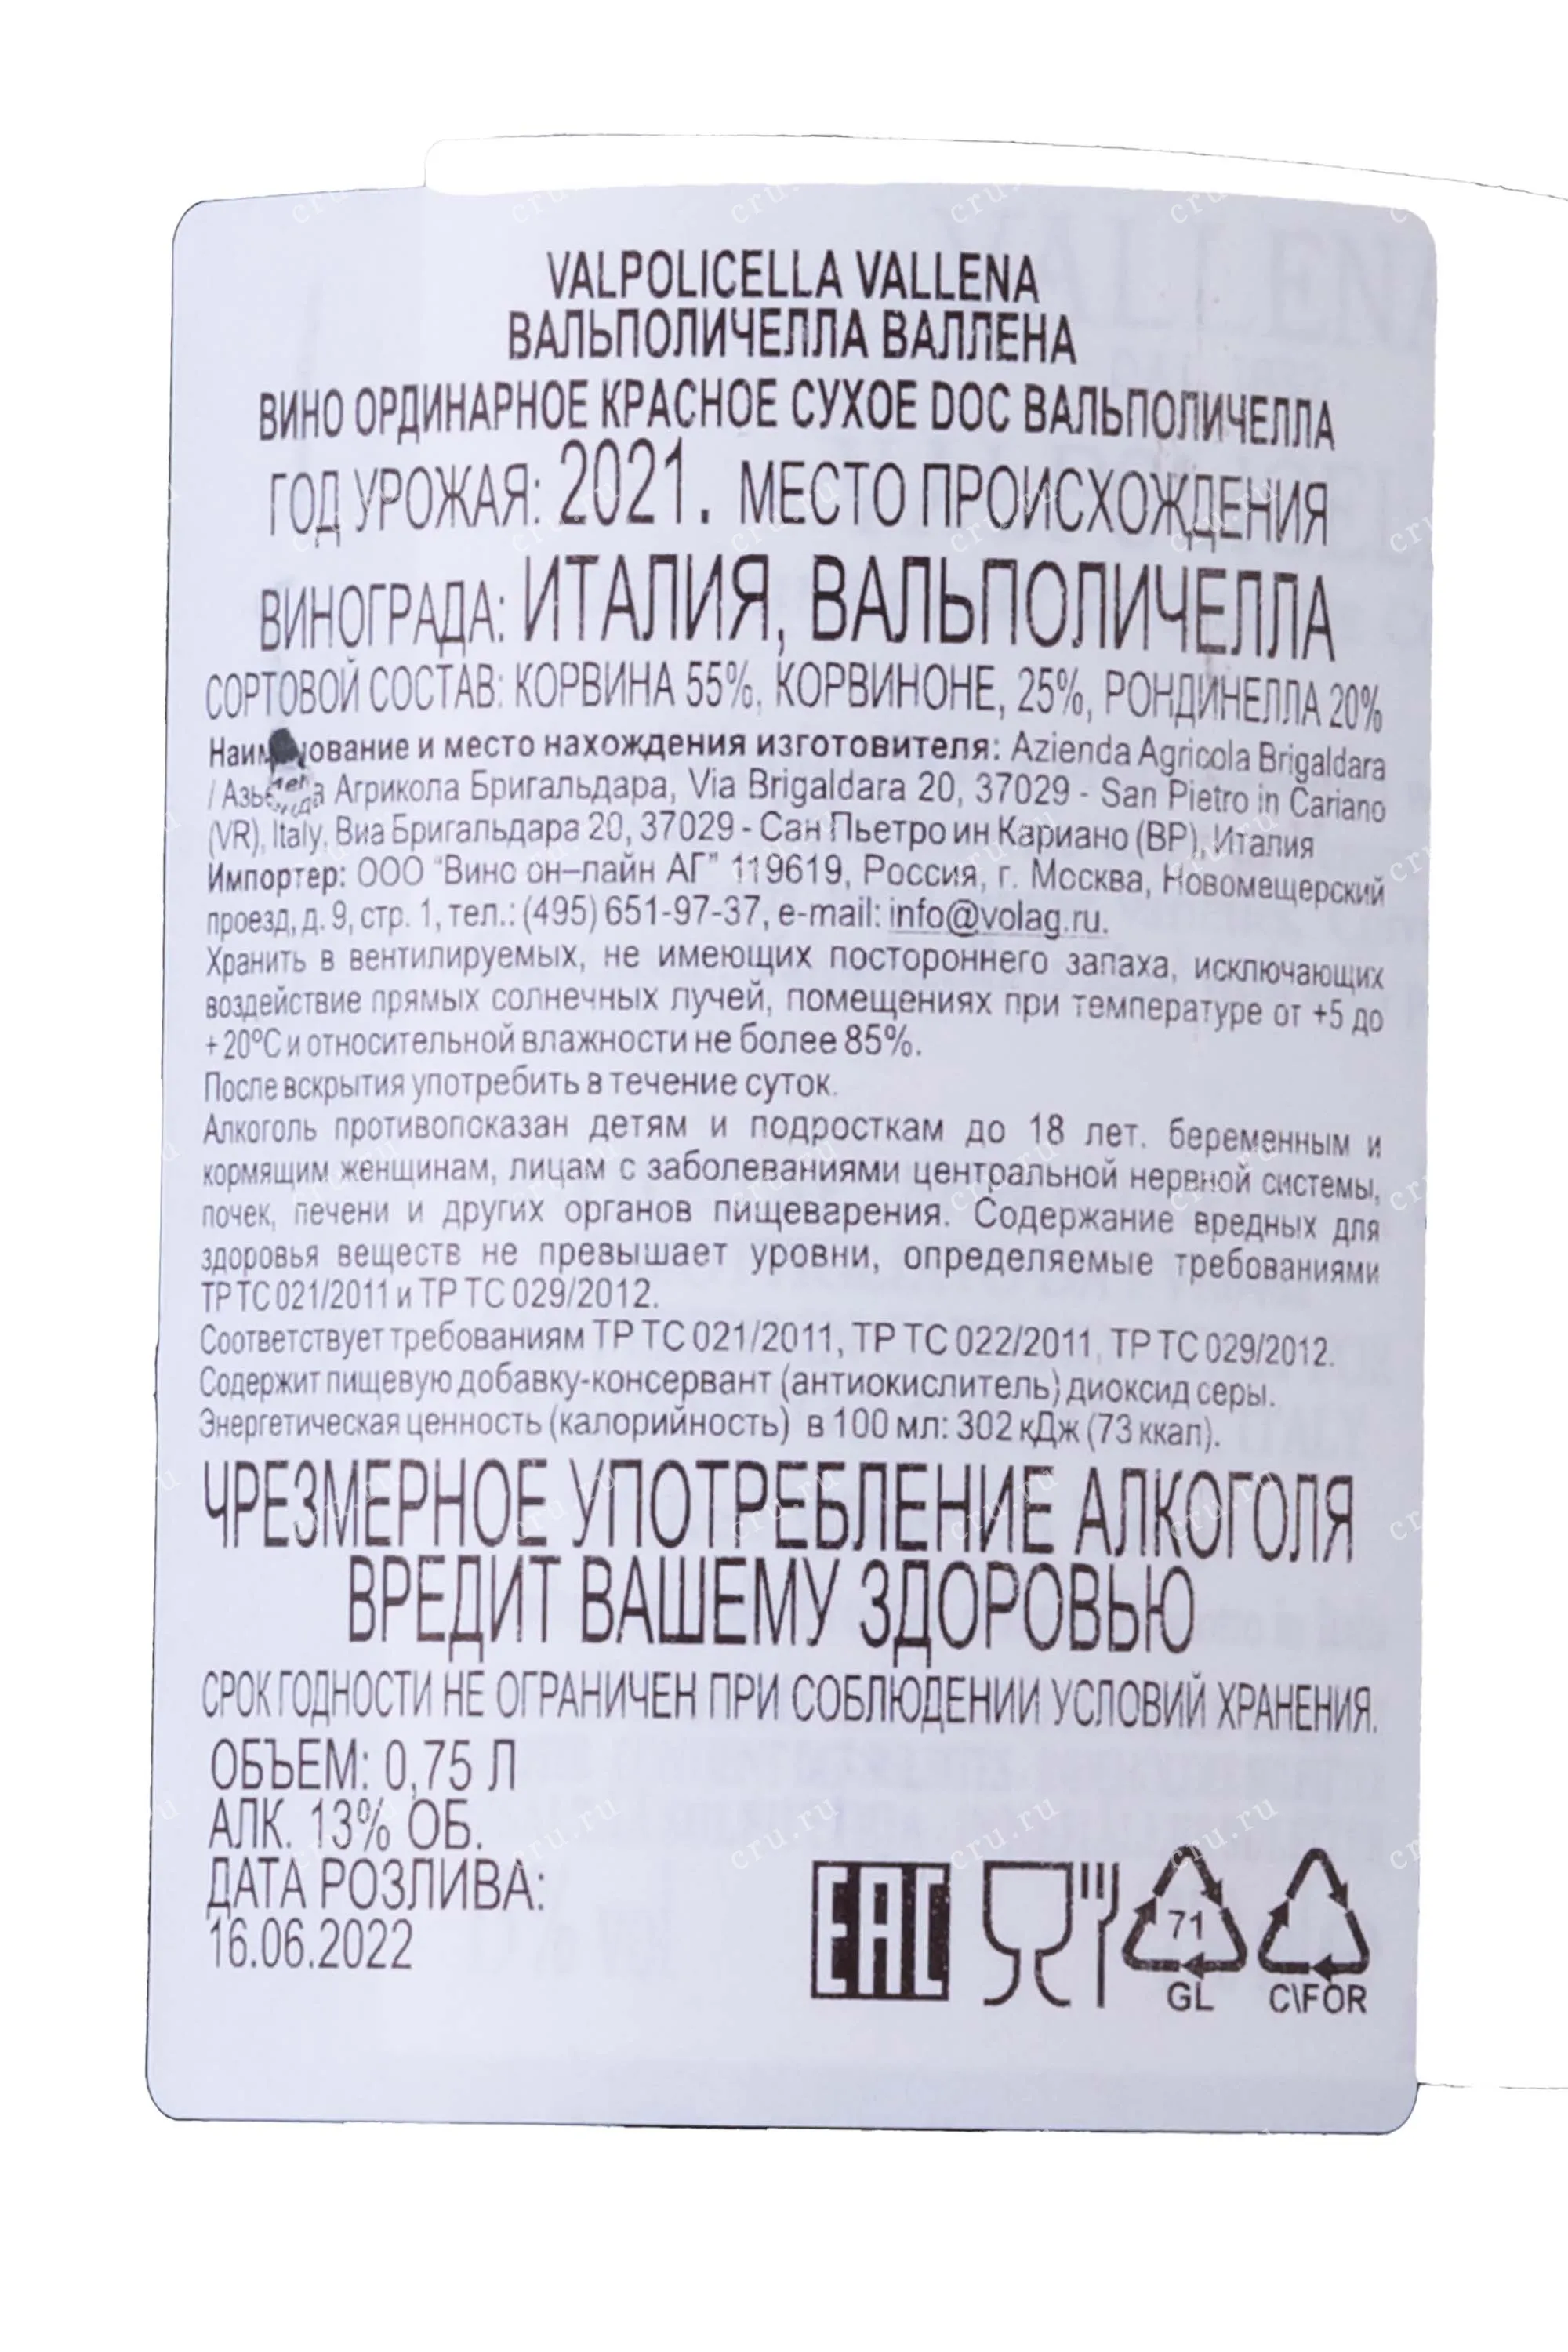 VALPOLICELLA VALLENA
ВАЛЬПОЛИЧЕЛЛА ВАЛЛЕНА
ВИНО ОРДИНАРНОЕ КРАСНОЕ СУХОЕ DOC ВАЛЬПОЛИЧЕЛЛА
ГОД УРОЖАЯ: 2021. МЕСТО ПРОИСХОЖДЕНИЯ
ВИНОГРАДА: ИТАЛИЯ, ВАЛЬПОЛИЧЕЛЛА
СОРТОВОЙ СОСТАВ: КОРВИНА 55%, КОРВИНОНЕ, 25%, РОНДИНЕЛЛА 20%
и место нахождения изготовителя: Azienda Agricola Brigaldara
/ Агрикола Бригальдара, Via Brigaldara 20, 37029 - San Pietro in Cariano
(VR), Italy, Виа Бригальдара 20, 37029 - Сан Пьетро ин Кариано (ВР), Италия
Импортер: ООО "Вино он–лайн АГ" 119619, Россия, г. Москва, Новомещерский
проезд, д. 9, стр. 1, тел.: (495) 651-97-37, e-mail: info@volag.ru.
Хранить в вентилируемых, не имеющих постороннего запаха, исключающих
воздействие прямых солнечных лучей, помещениях при температуре от +5 до
+ 20°С и относительной влажности не более 85%.
После вскрытия употребить в течение суток.
Алкоголь противопоказан детям и подросткам до 18 лет. беременным и
кормящим женщинам, лицам с заболеваниями центральной нервной системы,
почек, печени и других органов пищеварения. Содержание вредных для
здоровья веществ не превышает уровни, определяемые требованиями
ТР ТС 021/2011 и ТР ТС 029/2012.
Соответствует требованиям ТР ТС 021/2011, ТР ТС 022/2011, ТР ТС 029/2012.
Содержит пищевую добавку-консервант (антиокислитель) диоксид серы.
Энергетическая ценность (калорийность) в 100 мл: 302 кДж (73 ккал).
ЧРЕЗМЕРНОЕ УПОТРЕБЛЕНИЕ АЛКОГОЛЯ
ВРЕДИТ ВАШЕМУ ЗДОРОВЬЮ
СРОК ГОДНОСТИ НЕ ОГРАНИЧЕН ПРИ СОБЛЮДЕНИИ УСЛОВИЙ ХРАНЕНИЯ.
ОБЪЕМ: 0,75 Л
АЛК. 13% ОБ.
ДАТА РОЗЛИВА:
16.06.2022
EAC
71
GL
C\FOR
cru.ru